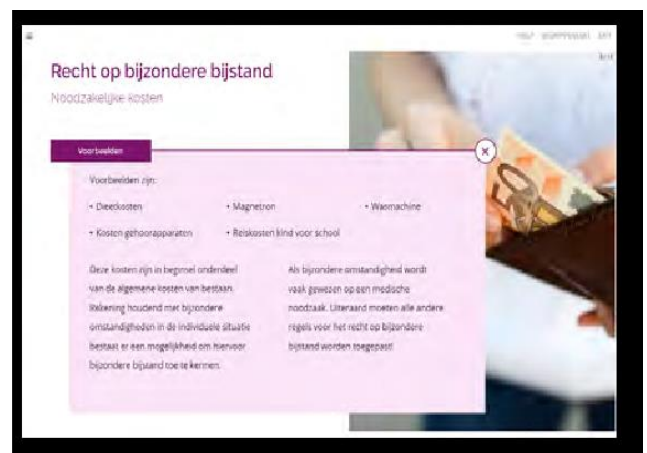 HELP BEGRIPPENLIJST EXIT
Recht op bijzondere bijstand
Noodzakelijke kosten
Voorbeelden
Voorbeelden zijn:
• Dieetkosten • Magnetron • Wasmachine
• Kosten gehoorapparaten • Reiskosten kind voor school
Deze kosten zijn in beginsel onderdeel
van de algemene kosten van bestaan.
Rekening houdend met bijzondere
omstandigheden in de individuele situatie
bestaat er een mogelijkheid om hiervoor
bijzondere bijstand toe te kennen.
Als bijzondere omstandigheid wordt
vaak gewezen op een medische
noodzaak. Uiteraard moeten alle andere
regels voor het recht op bijzondere
bijstand worden toegepast!
50